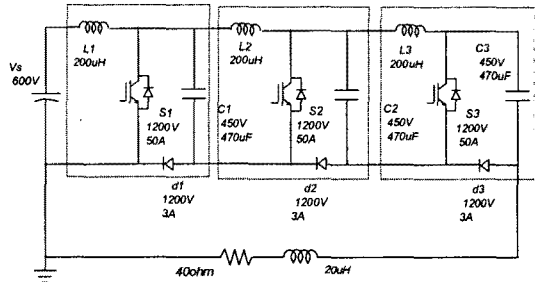 Vs
600V
L1
200uH
S1
1200V
50A
C1
450V
470uF
d1
1200V
3A
L2
200uH
S2
1200V
50A
C2
450V
470uF
d2
1200V
3A
L3
200uH
S3
1200V
50A
C3
450V
470uF
d3
1200V
3A
40ohm
20uH